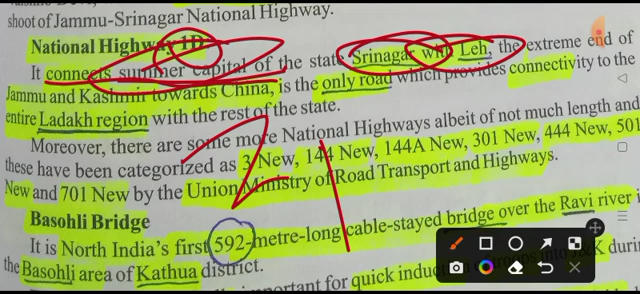 shoot of Jammu-Srinagar National Highway.
National Highway 1D
It connects summer capital of the state Srinagar with Leh, the extreme end of
Jammu and Kashmir towards China, is the only road which provides connectivity to the
entire Ladakh region with the rest of the state.
Moreover, there are some more National Highways albeit of not much length and
these have been categorized as 3 New, 144 New, 144A New, 301 New, 444 New, 501
New and 701 New by the Union Ministry of Road Transport and Highways.
Basohli Bridge
It is North India's first 592-metre-long cable-stayed bridge over the Ravi river
the Basohli area of Kathua district.
important for quick